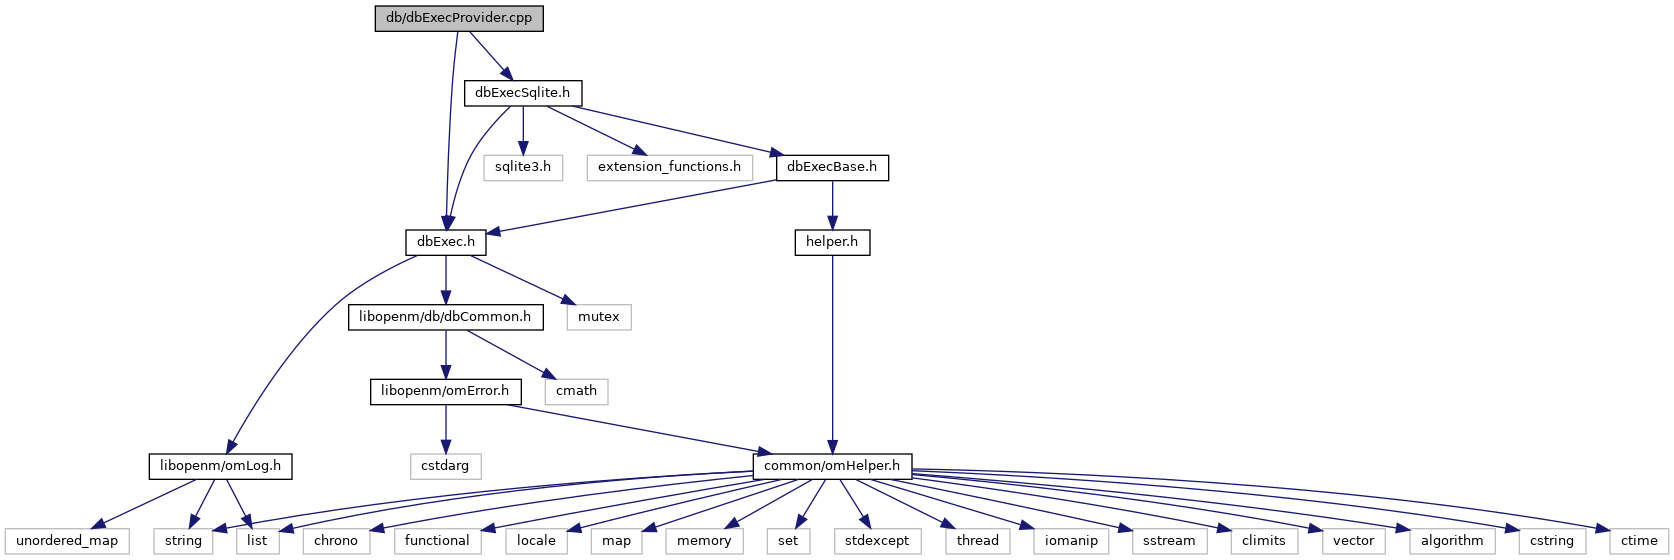 db/dbExecProvider.cpp
dbExecSqlite.h
sqlite3.h
extension_functions.h
dbExecBase.h
dbExec.h
helper.h
libopenm/db/dbCommon.h
mutex
libopenm/omError.h
cmath
libopenm/omLog.h
cstdarg
common/omHelper.h
unordered_map
string
list
chrono
functional
locale
map
memory
set
stdexcept
thread
iomanip
sstream
climits
vector
algorithm
cstring
ctime